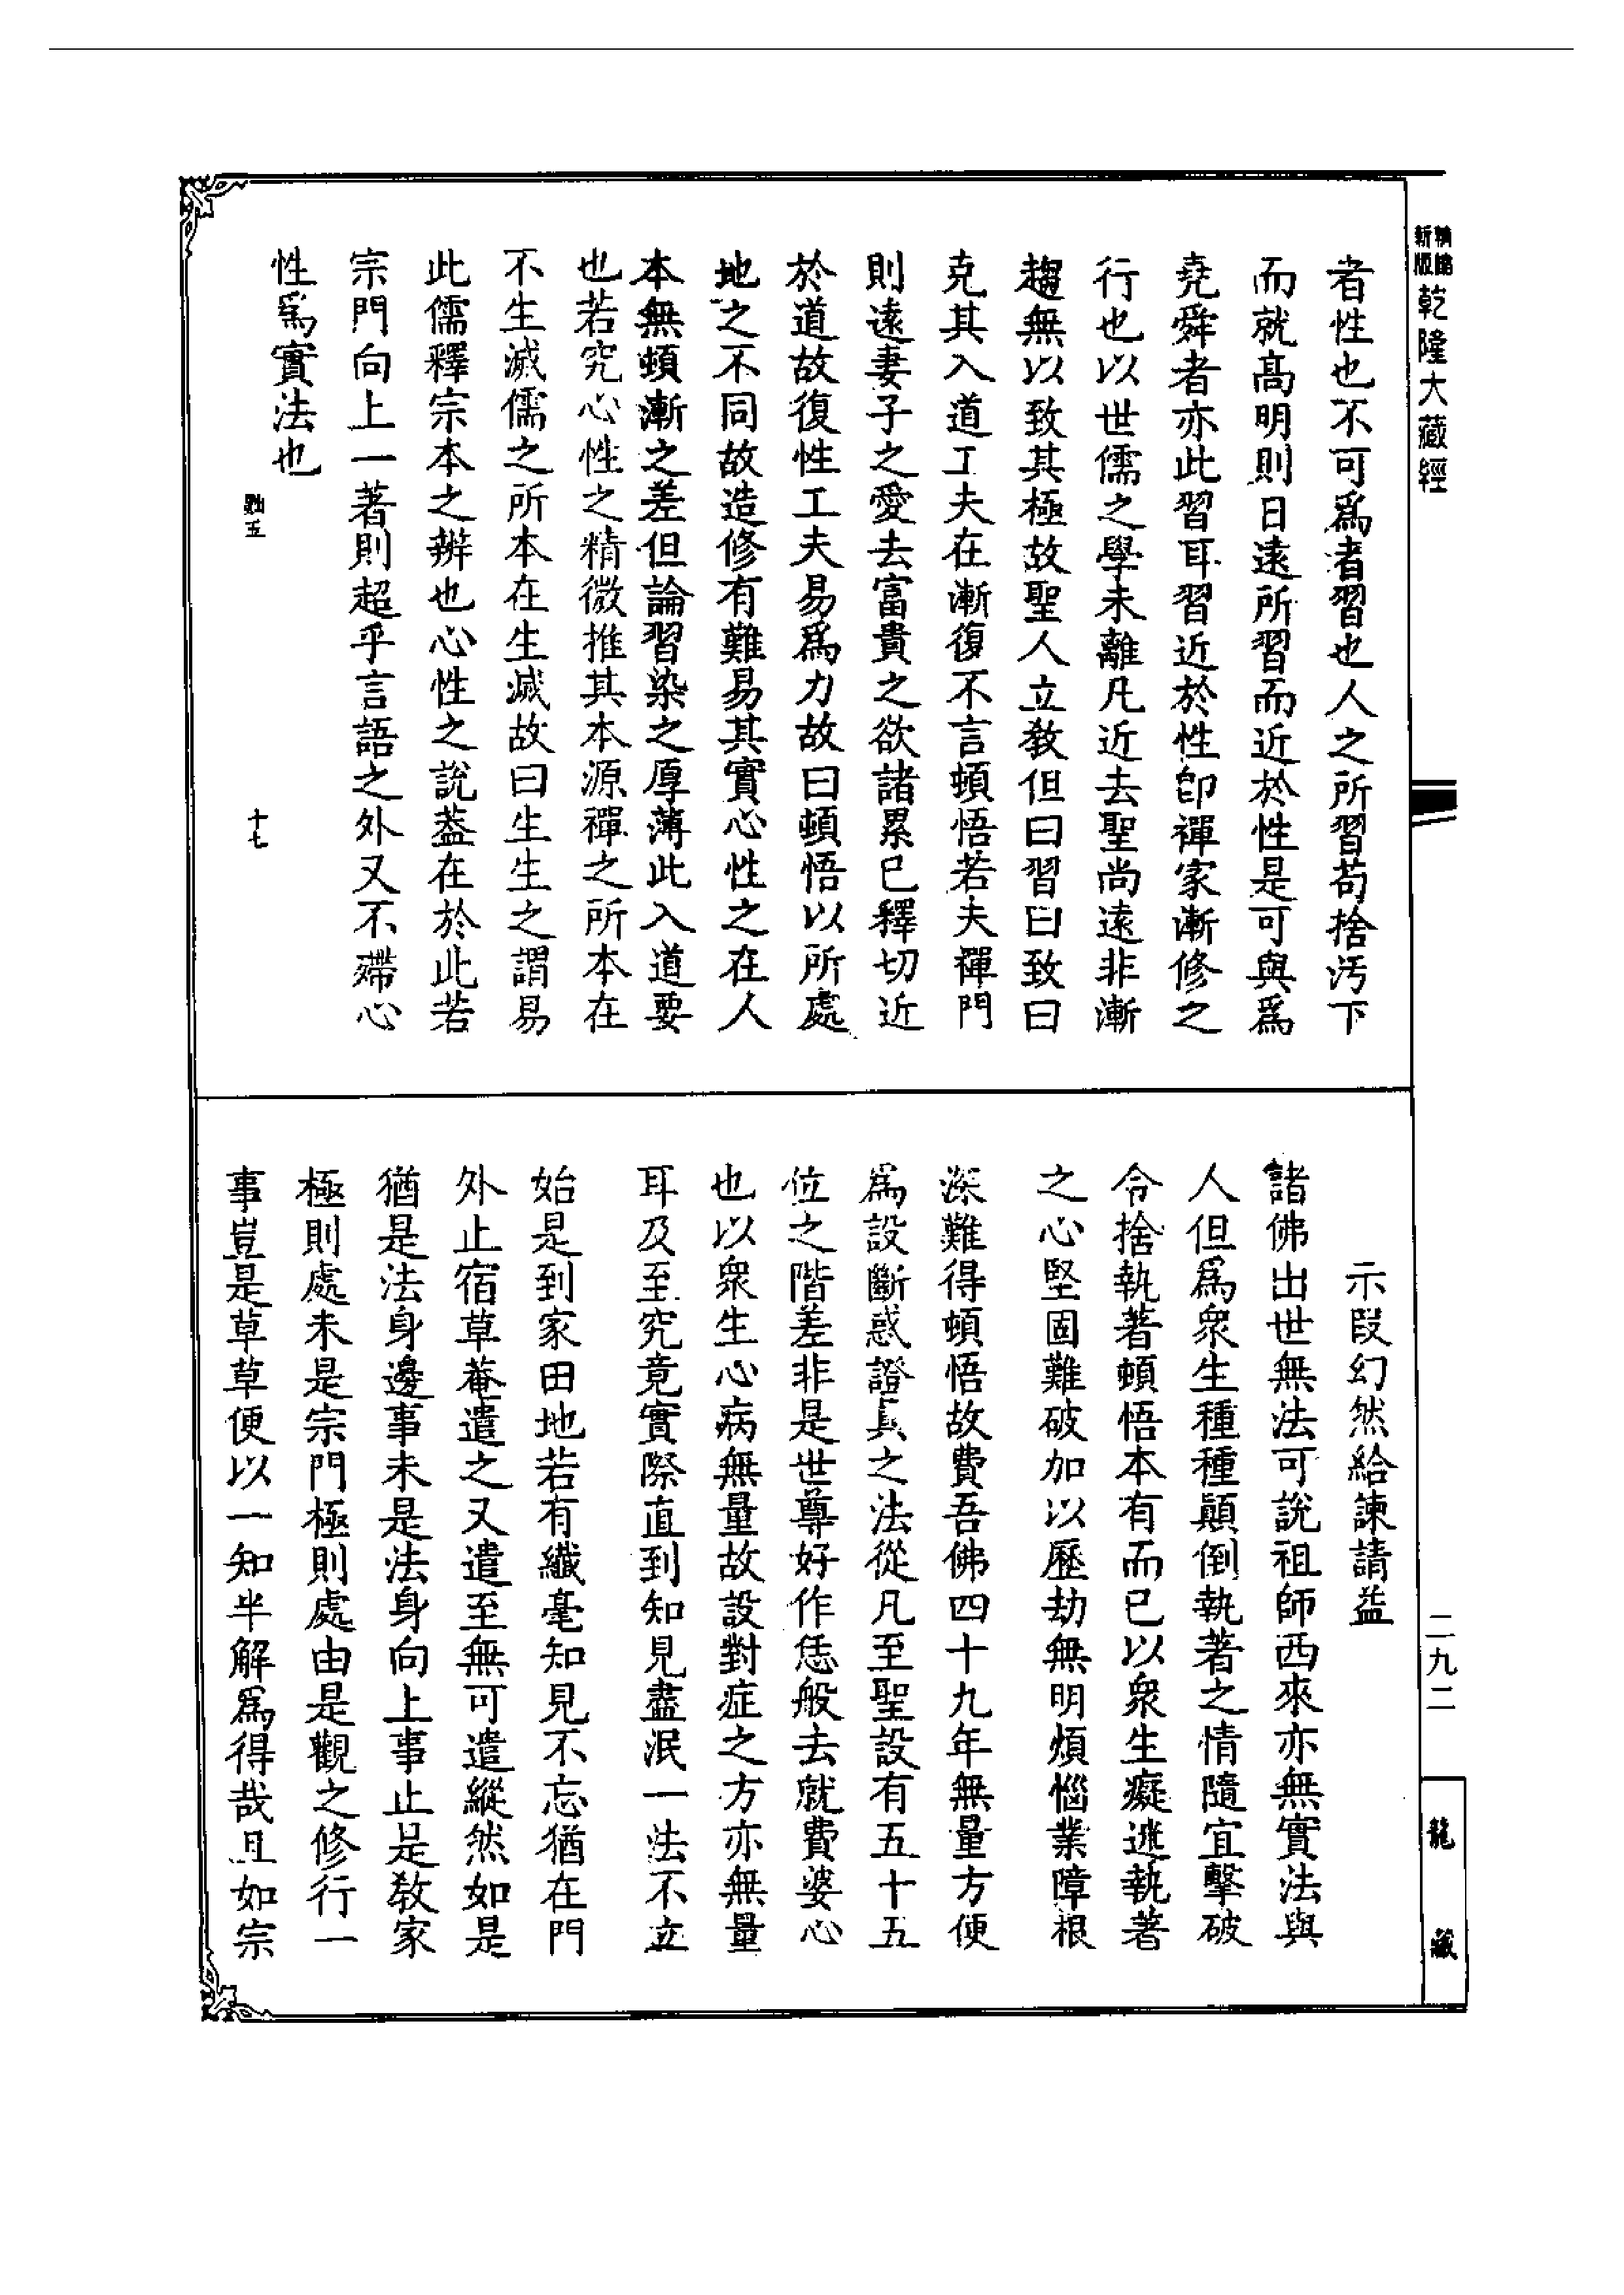 精縮新版乾隆大藏經
者性也不可爲者習也人之所習苟捨汚下
而就高明則日遠所習而近於性是可與爲
堯舜者亦此習耳習近於性卽禪家漸修之
行也以世儒之學未離凡近去聖尚遠非漸
趨無以致其極故聖人立教但曰習曰致曰
克其入道工夫在漸復不言頓悟若夫禪門
則遠妻子之愛去富貴之欲諸累已釋切近
於道故復性工夫易爲力故曰頓悟以所處
地之不同故造修有難易其實心性之在人
本無頓漸之差但論習染之厚薄此入道要
也若究心性之精微推其本源禪之所本在
不生滅儒之所本在生滅故曰生生之謂易
此儒釋宗本之辨也心性之說葢在於此若
宗門向上一著則超乎言語之外又不滯心
性爲實法也
十七
示段幻然給諫請益
諸佛出世無法可說祖師西來亦無實法與
人但爲衆生種種顚倒執著之情隨宜擊破
令捨執著頓悟本有而已以衆生癡迷執著
之心堅固難破加以歷劫無明煩惱業障根
深難得頓悟故費吾佛四十九年無量方便
爲設斷惑證眞之法從凡至聖設有五十五
位之階差非是世尊好作恁般去就費婆心
也以衆生心病無量故設對症之方亦無量
耳及至究竟實際直到知見盡泯一法不立
始是到家田地若有纖毫知見不忘猶在門
外止宿草菴遣之又遣至無可遣縱然如是
猶是法身邊事未是法身向上事止是教家
極則處未是宗門極則處由是觀之修行一
事豈是草草便以一知半解爲得哉且如宗
二九二
龍藏